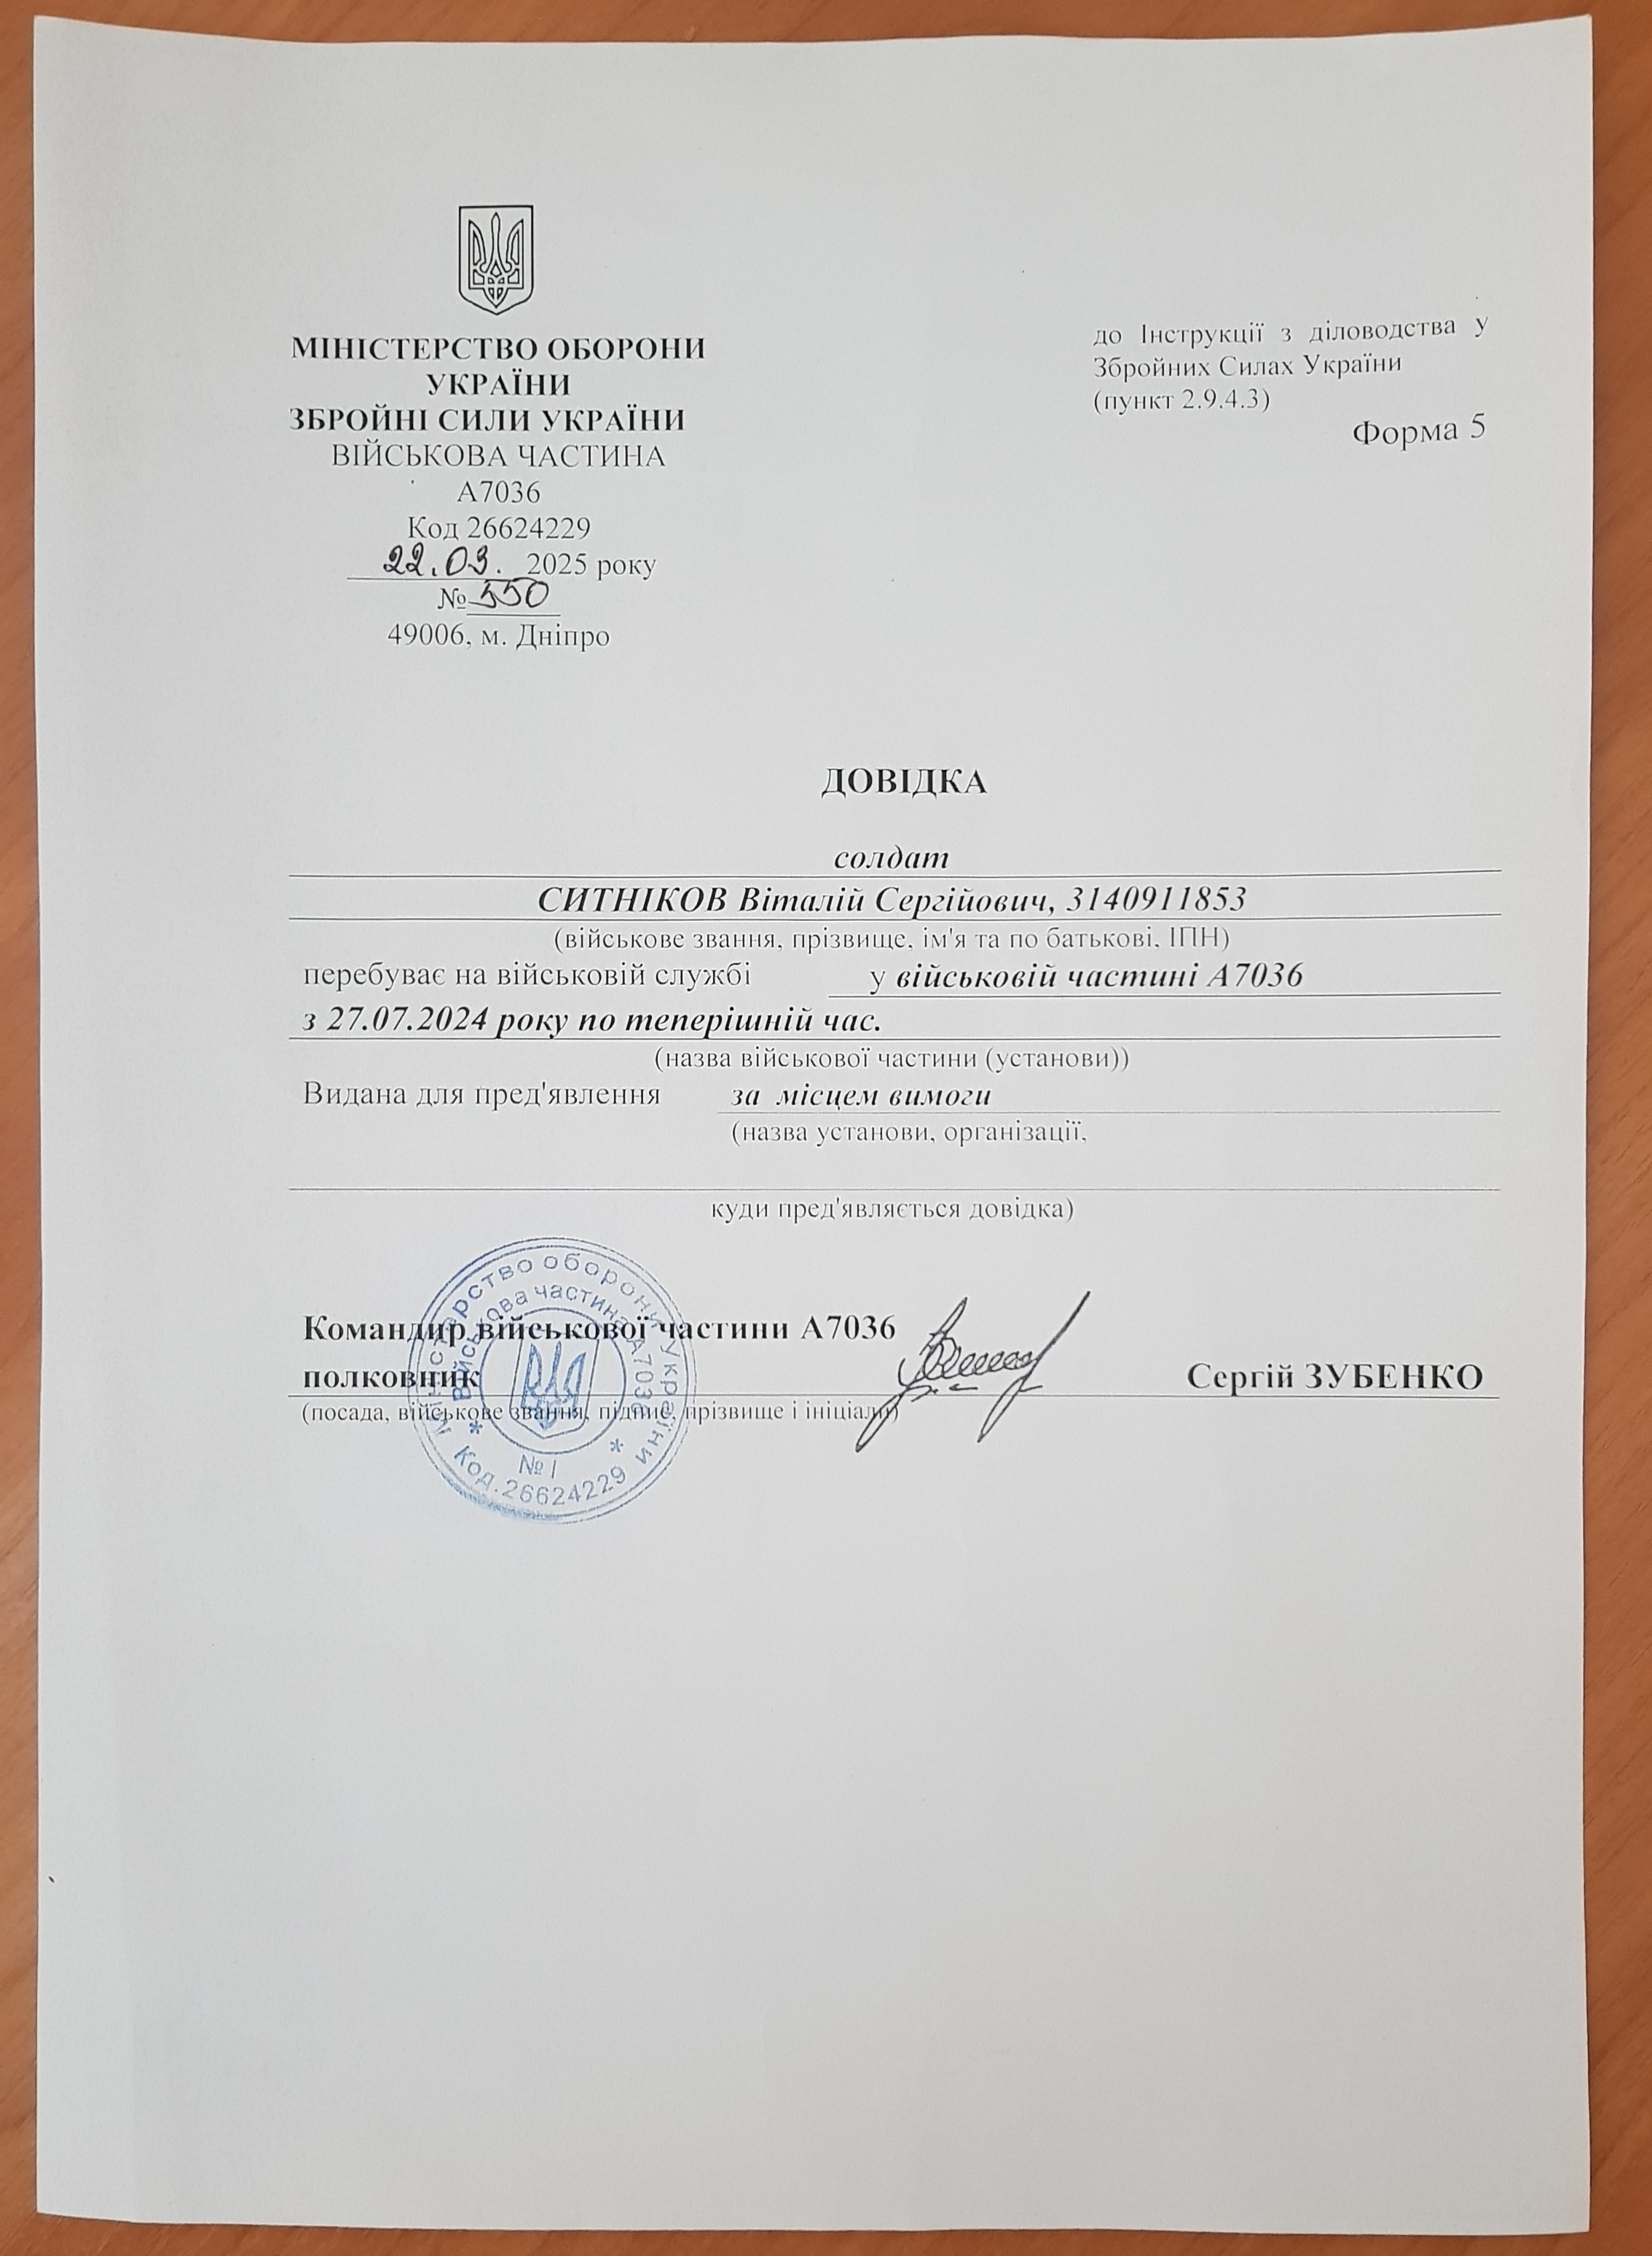 МІНІСТЕРСТВО ОБОРОНИ
УКРАЇНИ
ЗБРОЙНІ СИЛИ УКРАЇНИ
ВІЙСЬКОВА ЧАСТИНА
А7036
Код 26624229
22.03. 2025 року
№ 550
49006, м. Дніпро
до Інструкції з діловодства у
Збройних Силах України
(пункт 2.9.4.3)
Форма 5
ДОВІДКА
солдат
СИТНІКОВ Віталій Сергійович, 3140911853
(військове звання, прізвище, ім'я та по батькові, ІПН)
перебуває на військовій службі у військовій частині А7036
з 27.07.2024 року по теперішній час.
(назва військової частини (установи))
Видана для пред'явлення за місцем вимоги
(назва установи, організації,
куди пред'являється довідка)
Командир військової частини А7036
полковник Сергій ЗУБЕНКО
(посада, військове звання, підпис, прізвище і ініціали)
Міністерство оборони України
Військова частина А7036
№ 1
* Код.26624229 *